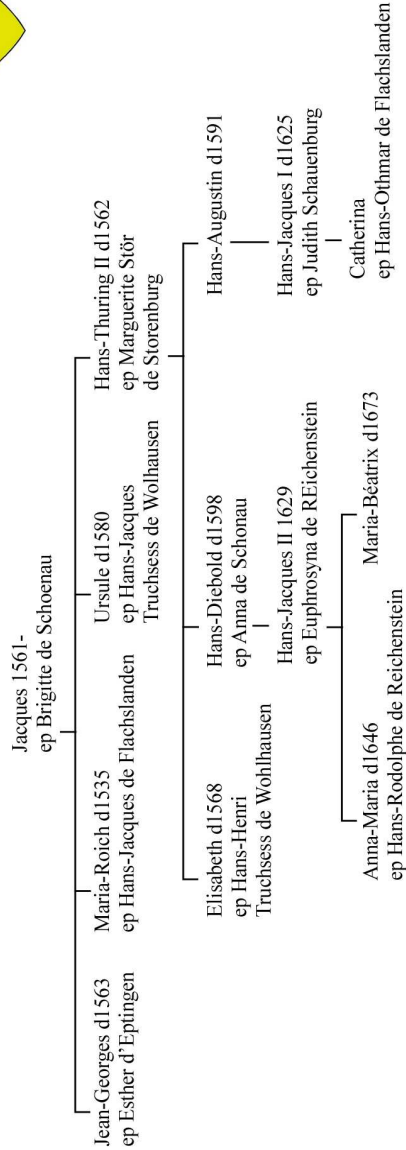 Jacques 1561-
ep Brigitte de Schoenau
Jean-Georges d1563
ep Esther d'Eptingen
Maria-Roich d1535
ep Hans-Jacques de Flachslanden
Ursule d1580
ep Hans-Jacques
Truchsess de Wolhausen
Hans-Thuring II d1562
ep Marguerite Stör
de Storenburg
Elisabeth d1568
ep Hans-Henri
Truchsess de Wohlhausen
Hans-Diebold d1598
ep Anna de Schonau
Hans-Augustin d1591
Hans-Jacques II 1629
ep Euphrosyna de REichenstein
Hans-Jacques I d1625
ep Judith Schauenburg
Anna-Maria d1646
ep Hans-Rodolphe de Reichenstein
Maria-Béatrix d1673
Catherina
ep Hans-Othmar de Flachslanden